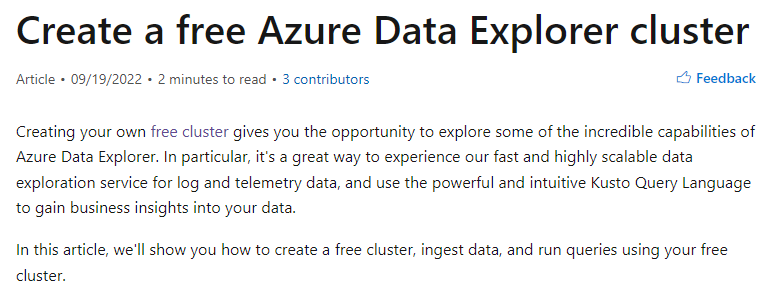 Create a free Azure Data Explorer cluster
Article • 09/19/2022 • 2 minutes to read • 3 contributors
Feedback
Creating your own free cluster gives you the opportunity to explore some of the incredible capabilities of
Azure Data Explorer. In particular, it's a great way to experience our fast and highly scalable data
exploration service for log and telemetry data, and use the powerful and intuitive Kusto Query Language
to gain business insights into your data.
In this article, we'll show you how to create a free cluster, ingest data, and run queries using your free
cluster.